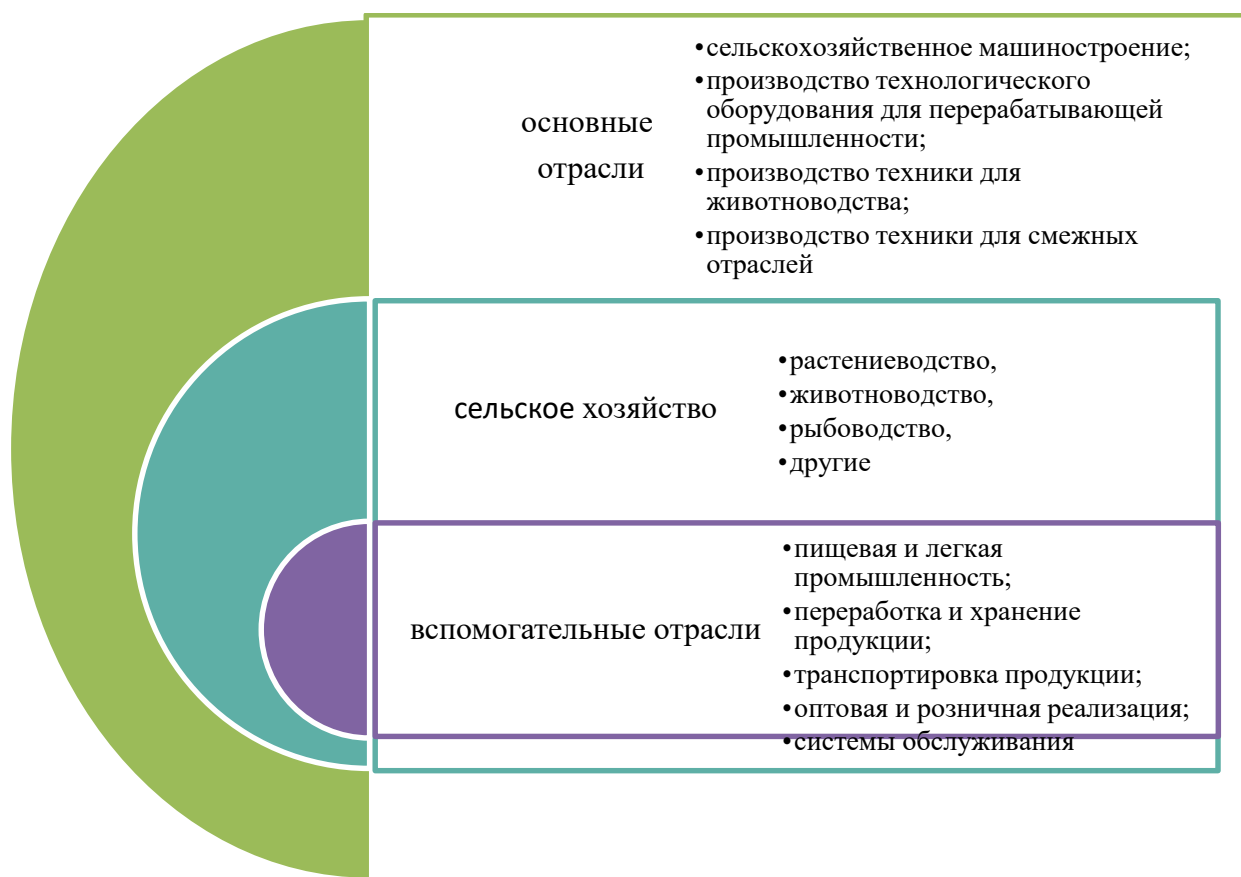 основные
отрасли
•сельскохозяйственное машиностроение;
•производство технологического
оборудования для перерабатывающей
промышленности;
•производство техники для
животноводства;
•производство техники для смежных
отраслей
сельское хозяйство
•растениеводство,
•животноводство,
•рыбоводство,
•другие
вспомогательные отрасли
•пищевая и легкая
промышленность;
•переработка и хранение
продукции;
•транспортировка продукции;
•оптовая и розничная реализация;
•системы обслуживания